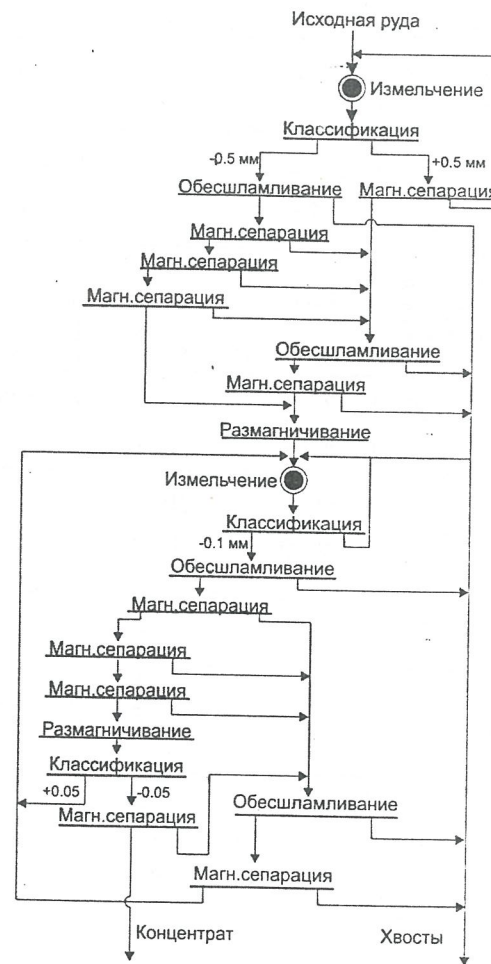 Исходная руда
Измельчение
Классификация
-0.5 мм
+0.5 мм
Обесшламливание
Магн.сепарация
Магн.сепарация
Магн.сепарация
Магн.сепарация
Обесшламливание
Магн.сепарация
Размагничивание
Измельчение
Классификация
-0.1 мм
Обесшламливание
Магн.сепарация
Магн.сепарация
Магн.сепарация
Размагничивание
Классификация
+0.05
-0.05
Обесшламливание
Магн.сепарация
Магн.сепарация
Концентрат
Хвосты